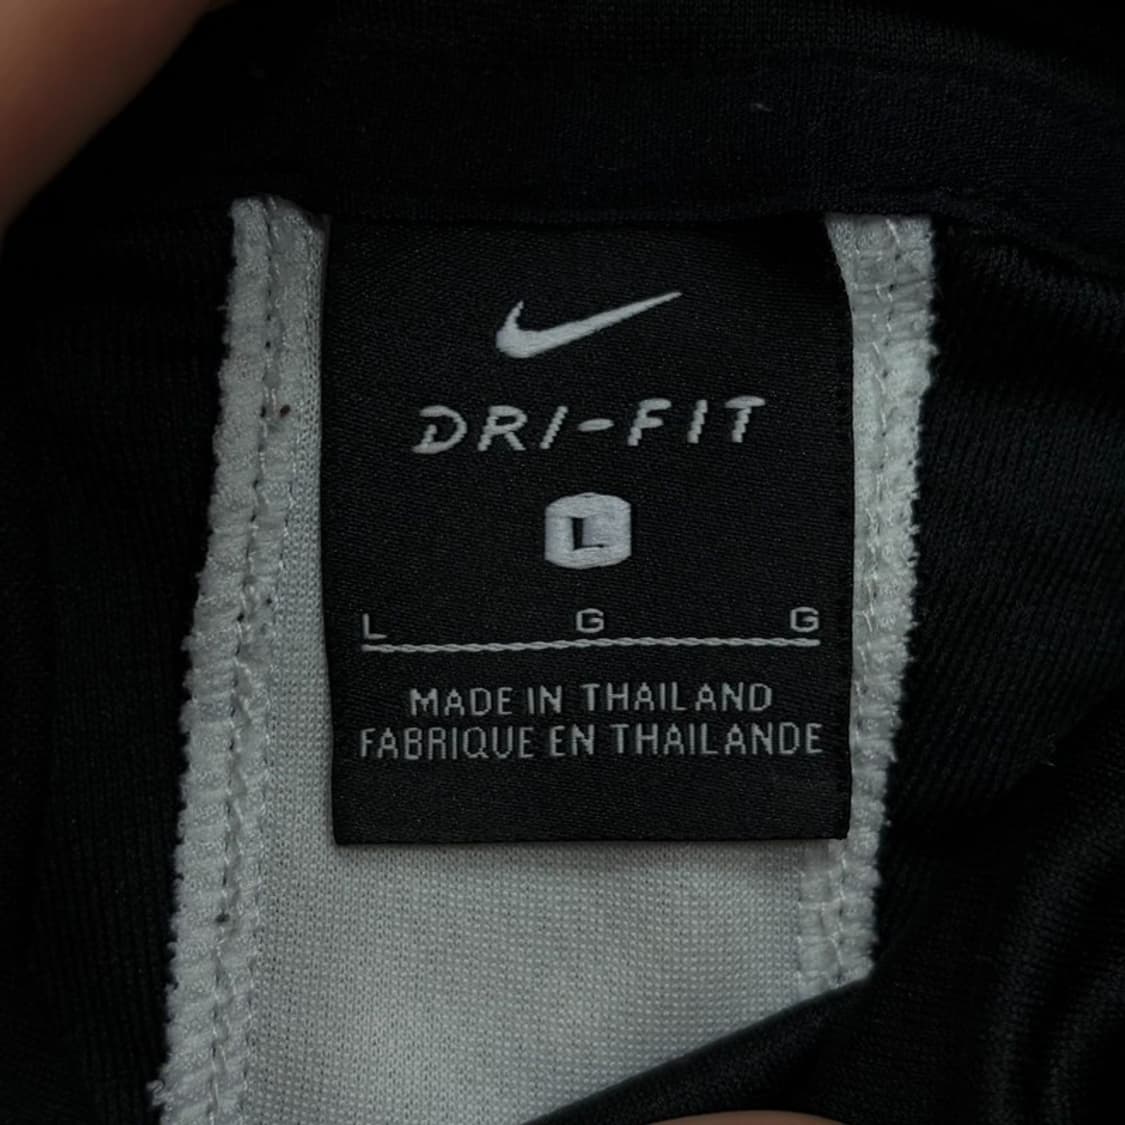 DRI-FIT
L
L G G
MADE IN THAILAND
FABRIQUE EN THAILANDE